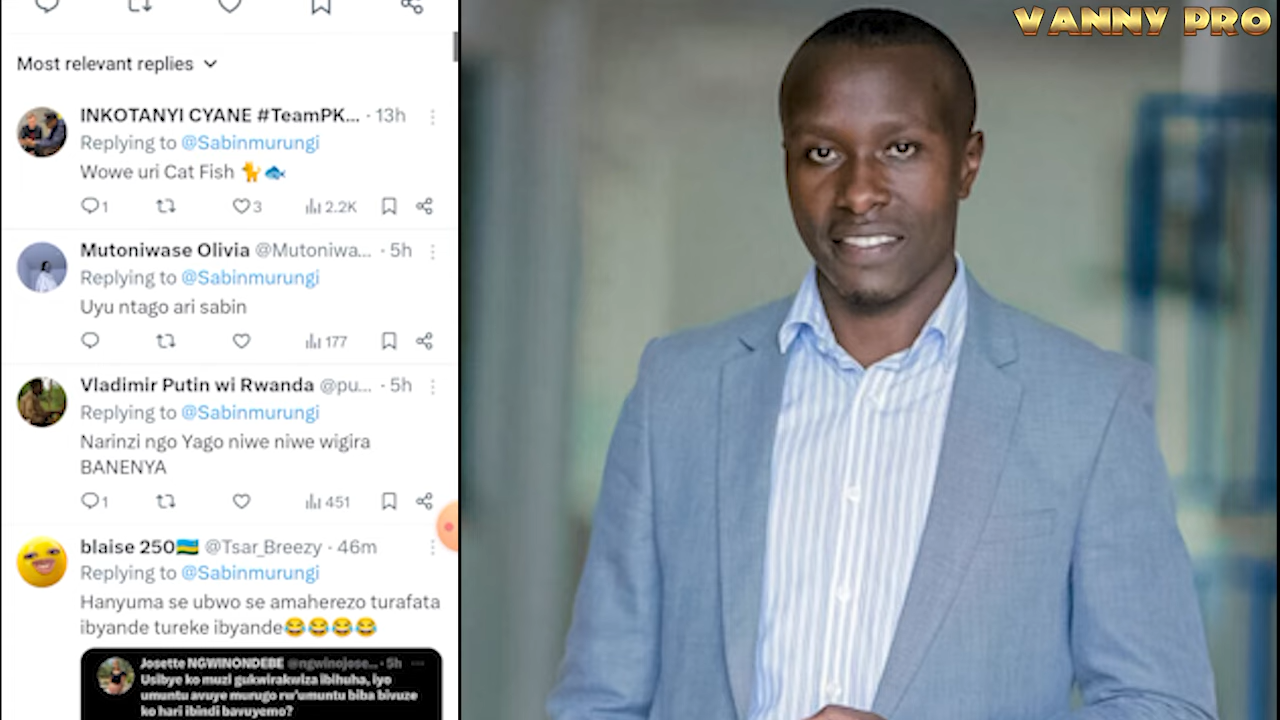 VANNY PRO
Most relevant replies
INKOTANYI CYANE #TeamPK... · 13h
Replying to @Sabinmurungi
Wowe uri Cat Fish 🐈🐟
1 3 2.2K
Mutoniwase Olivia @Mutoniwa... · 5h
Replying to @Sabinmurungi
Uyu ntago ari sabin
177
Vladimir Putin wi Rwanda @pu... · 5h
Replying to @Sabinmurungi
Narinzi ngo Yago niwe niwe wigira
BANENYA
1 451
blaise 250🇷🇼 @Tsar_Breezy · 46m
Replying to @Sabinmurungi
Hanyuma se ubwo se amaherezo turafata
ibyande tureke ibyande😂😂😂😂
Josette NGWINONDEBE @ngwinojose... · 5h
Usibye ko muzi gukwirakwiza ibihuha, iyo
umuntu avuye murugo rw'umuntu biba bivuze
ko hari ibindi bavuyemo?